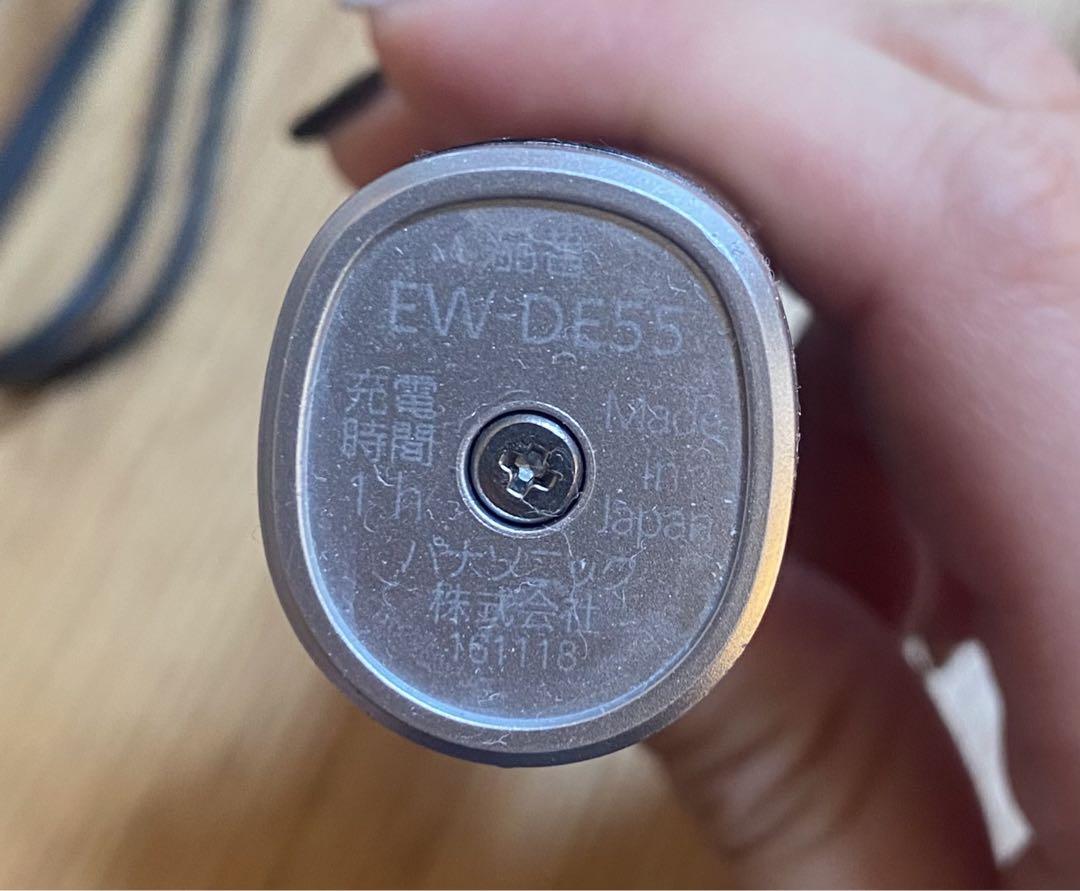 EW-DE55
充電
時間
1h
Made
in
Japan
パナソニック
株式会社
161118